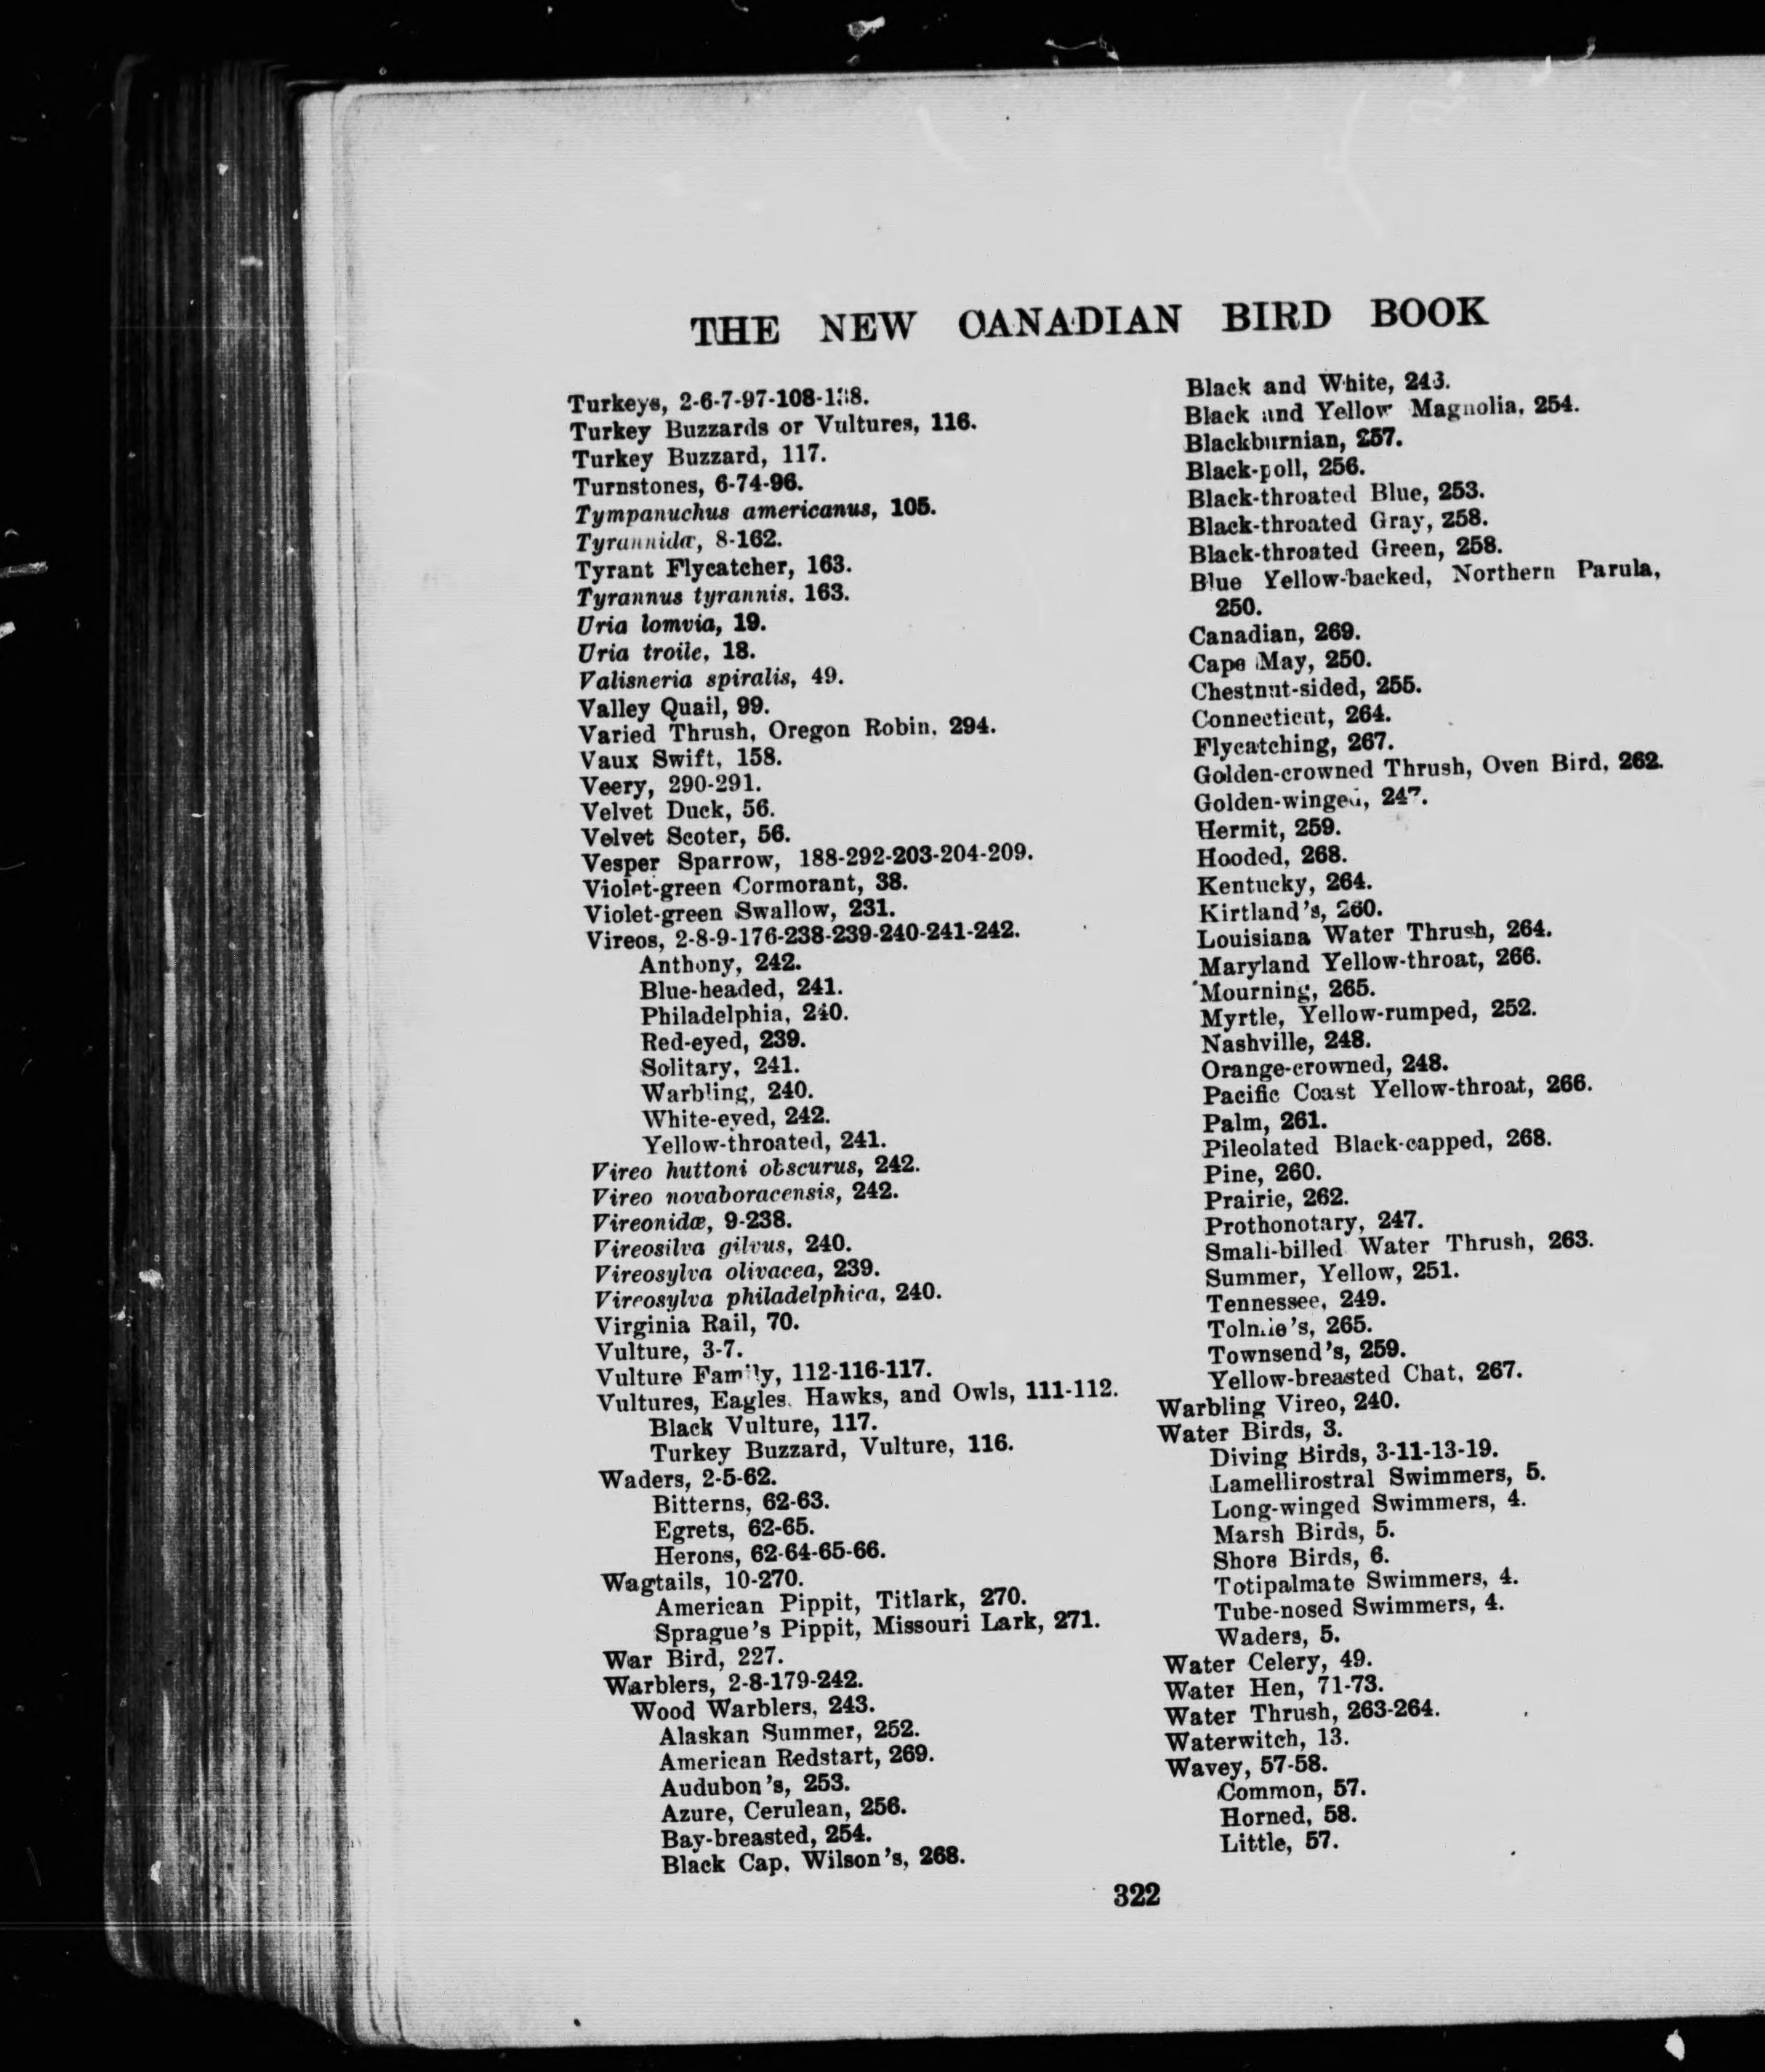 THE NEW CANADIAN BIRD BOOK
Turkeys, 2-6-7-97-108-
Turkey Buzzards or Vultures, 116.
Turkey Buzzard, 117.
Turnstones, 6-74-96.
Tympanuchus americanus, 105.
Tyrannidæ, 8-162.
Tyrant Flycatcher, 163.
Tyrannus tyrannis. 163.
Uria lomvia, 19.
Uria troile, 18.
Valisneria spiralis, 49.
Valley Quail, 99.
Varied Thrush, Oregon Robin, 294.
Vaux Swift, 158.
Veery, 290-291.
Velvet Duck, 56.
Velvet Scoter, 56.
Vesper Sparrow, 188-292-203-204-209.
Violet-green Cormorant, 38.
Violet-green Swallow, 231.
Vireos, 2-8-9-176-238-239-240-241-242.
Anthony, 242.
Blue-headed, 241.
Philadelphia, 240.
Red-eyed, 239.
Solitary, 241.
Warbling, 240.
White-eyed, 242.
Yellow-throated, 241.
Vireo huttoni obscurus, 242.
Vireo novaboracensis, 242.
Vireonidæ, 9-238.
Vireosilva gilvus, 240.
Vireosylva olivacea, 239.
Vireosylva philadelphica, 240.
Virginia Rail, 70.
Vulture, 3-7.
Vulture Family, 112-116-117.
Vultures, Eagles, Hawks, and Owls, 111-112.
Black Vulture, 117.
Turkey Buzzard, Vulture, 116.
Waders, 2-5-62.
Bitterns, 62-63.
Egrets, 62-65.
Herons, 62-64-65-66.
Wagtails, 10-270.
American Pippit, Titlark, 270.
Sprague's Pippit, Missouri Lark, 271.
War Bird, 227.
Warblers, 2-8-179-242.
Wood Warblers, 243.
Alaskan Summer, 252.
American Redstart, 269.
Audubon's, 253.
Azure, Cerulean, 256.
Bay-breasted, 254.
Black Cap, Wilson's, 268.
Black and White, 243.
Black and Yellow Magnolia, 254.
Blackburnian, 257.
Black-poll, 256.
Black-throated Blue, 253.
Black-throated Gray, 258.
Black-throated Green, 258.
Blue Yellow-backed, Northern Parula,
250.
Canadian, 269.
Cape May, 250.
Chestnut-sided, 255.
Connecticut, 264.
Flycatching, 267.
Golden-crowned Thrush, Oven Bird, 262.
Golden-winged, 247.
Hermit, 259.
Hooded, 268.
Kentucky, 264.
Kirtland's, 260.
Louisiana Water Thrush, 264.
Maryland Yellow-throat, 266.
Mourning, 265.
Myrtle, Yellow-rumped, 252.
Nashville, 248.
Orange-crowned, 248.
Pacific Coast Yellow-throat, 266.
Palm, 261.
Pileolated Black-capped, 268.
Pine, 260.
Prairie, 262.
Prothonotary, 247.
Small-billed Water Thrush, 263.
Summer, Yellow, 251.
Tennessee, 249.
Tolmie's, 265.
Townsend's, 259.
Yellow-breasted Chat, 267.
Warbling Vireo, 240.
Water Birds, 3.
Diving Birds, 3-11-13-19.
Lamellirostral Swimmers, 5.
Long-winged Swimmers, 4.
Marsh Birds, 5.
Shore Birds, 6.
Totipalmate Swimmers, 4.
Tube-nosed Swimmers, 4.
Waders, 5.
Water Celery, 49.
Water Hen, 71-73.
Water Thrush, 263-264.
Waterwitch, 13.
Wavey, 57-58.
Common, 57.
Horned, 58.
Little, 57.
322